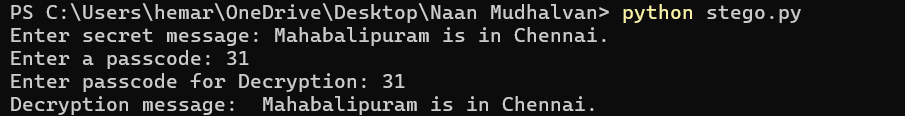 PS C:\Users\hemar\OneDrive\Desktop\Naan Mudhalvan> python stego.py
Enter secret message: Mahabalipuram is in Chennai.
Enter a passcode: 31
Enter passcode for Decryption: 31
Decryption message:  Mahabalipuram is in Chennai.